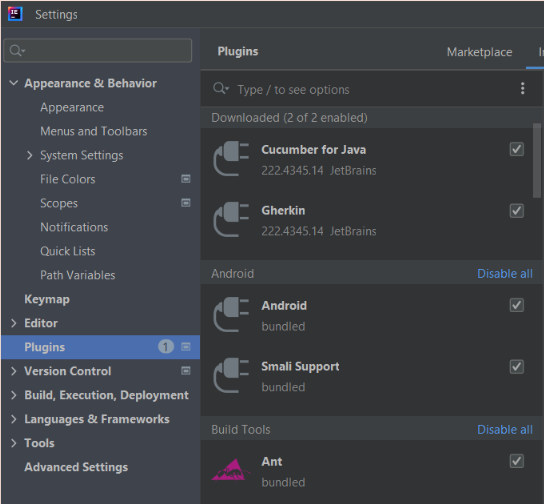 Settings
Appearance & Behavior
Appearance
Menus and Toolbars
System Settings
File Colors
Scopes
Notifications
Quick Lists
Path Variables
Keymap
Editor
Plugins 1
Version Control
Build, Execution, Deployment
Languages & Frameworks
Tools
Advanced Settings
Plugins Marketplace
Type / to see options
Downloaded (2 of 2 enabled)
Cucumber for Java
222.4345.14 JetBrains
Gherkin
222.4345.14 JetBrains
Android Disable all
Android
bundled
Smali Support
bundled
Build Tools Disable all
Ant
bundled